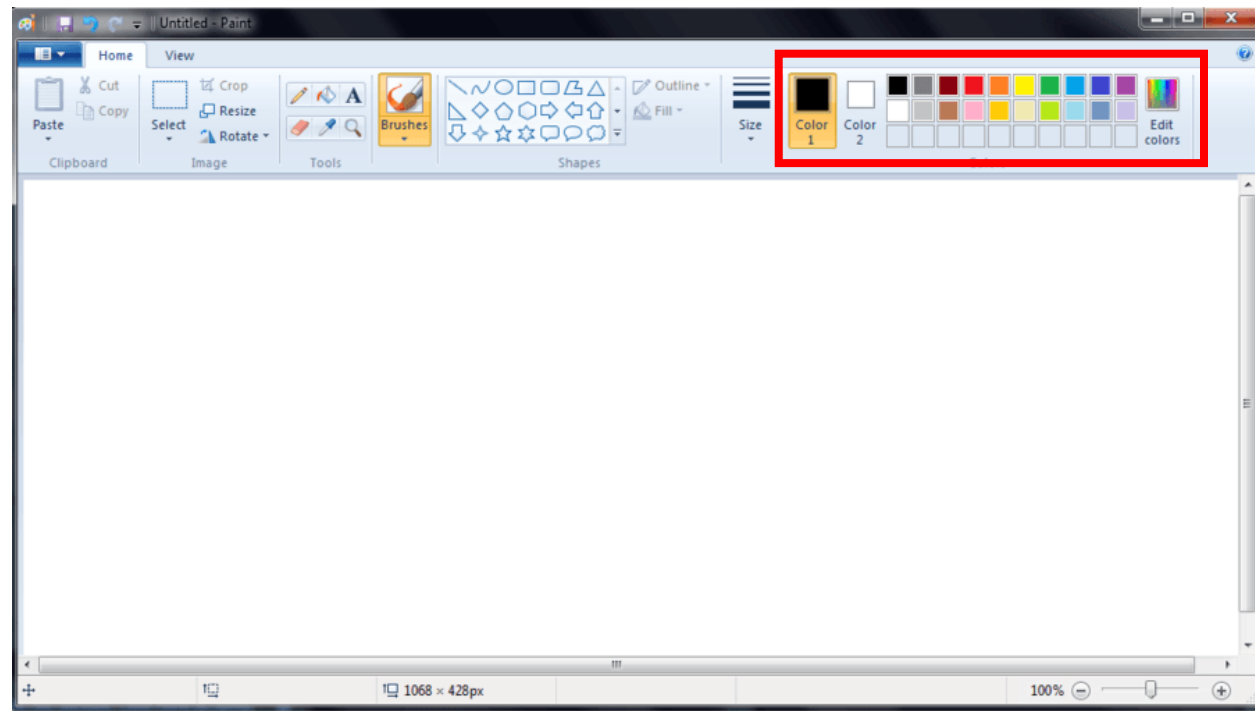 Untitled - Paint
Home View
Cut
Copy
Paste
Clipboard
Select
Crop
Resize
Rotate
Image
A
Tools
Brushes
Outline
Fill
Shapes
Size
Color
1
Color
2
Edit
colors
1068 × 428px
100%